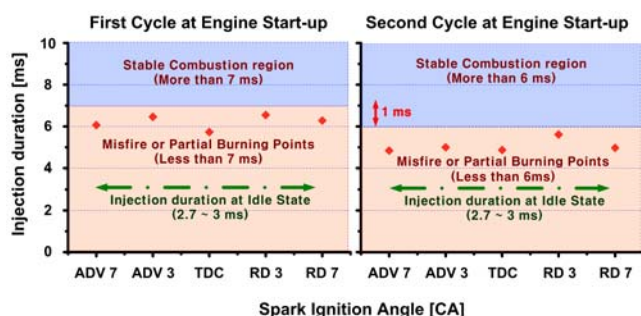 First Cycle at Engine Start-up
Second Cycle at Engine Start-up
Injection duration [ms]
10
8
6
4
2
0
Stable Combustion region
(More than 7 ms)
Misfire or Partial Burning Points
(Less than 7 ms)
Injection duration at Idle State
(2.7 ~ 3 ms)
Stable Combustion region
(More than 6 ms)
1 ms
Misfire or Partial Burning Points
(Less than 6ms)
Injection duration at Idle State
(2.7 ~ 3 ms)
ADV 7 ADV 3 TDC RD 3 RD 7
ADV 7 ADV 3 TDC RD 3 RD 7
Spark Ignition Angle [CA]